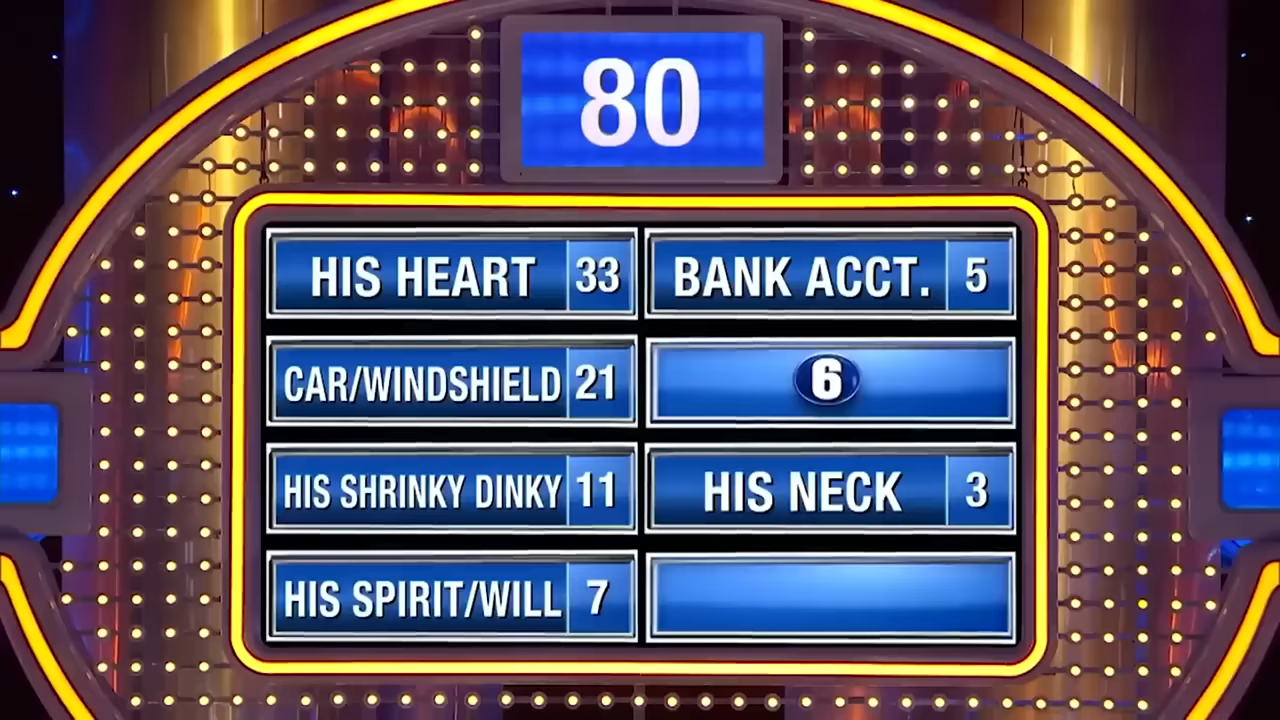 80
HIS HEART 33
CAR/WINDSHIELD 21
HIS SHRINKY DINKY 11
HIS SPIRIT/WILL 7
BANK ACCT. 5
6
HIS NECK 3